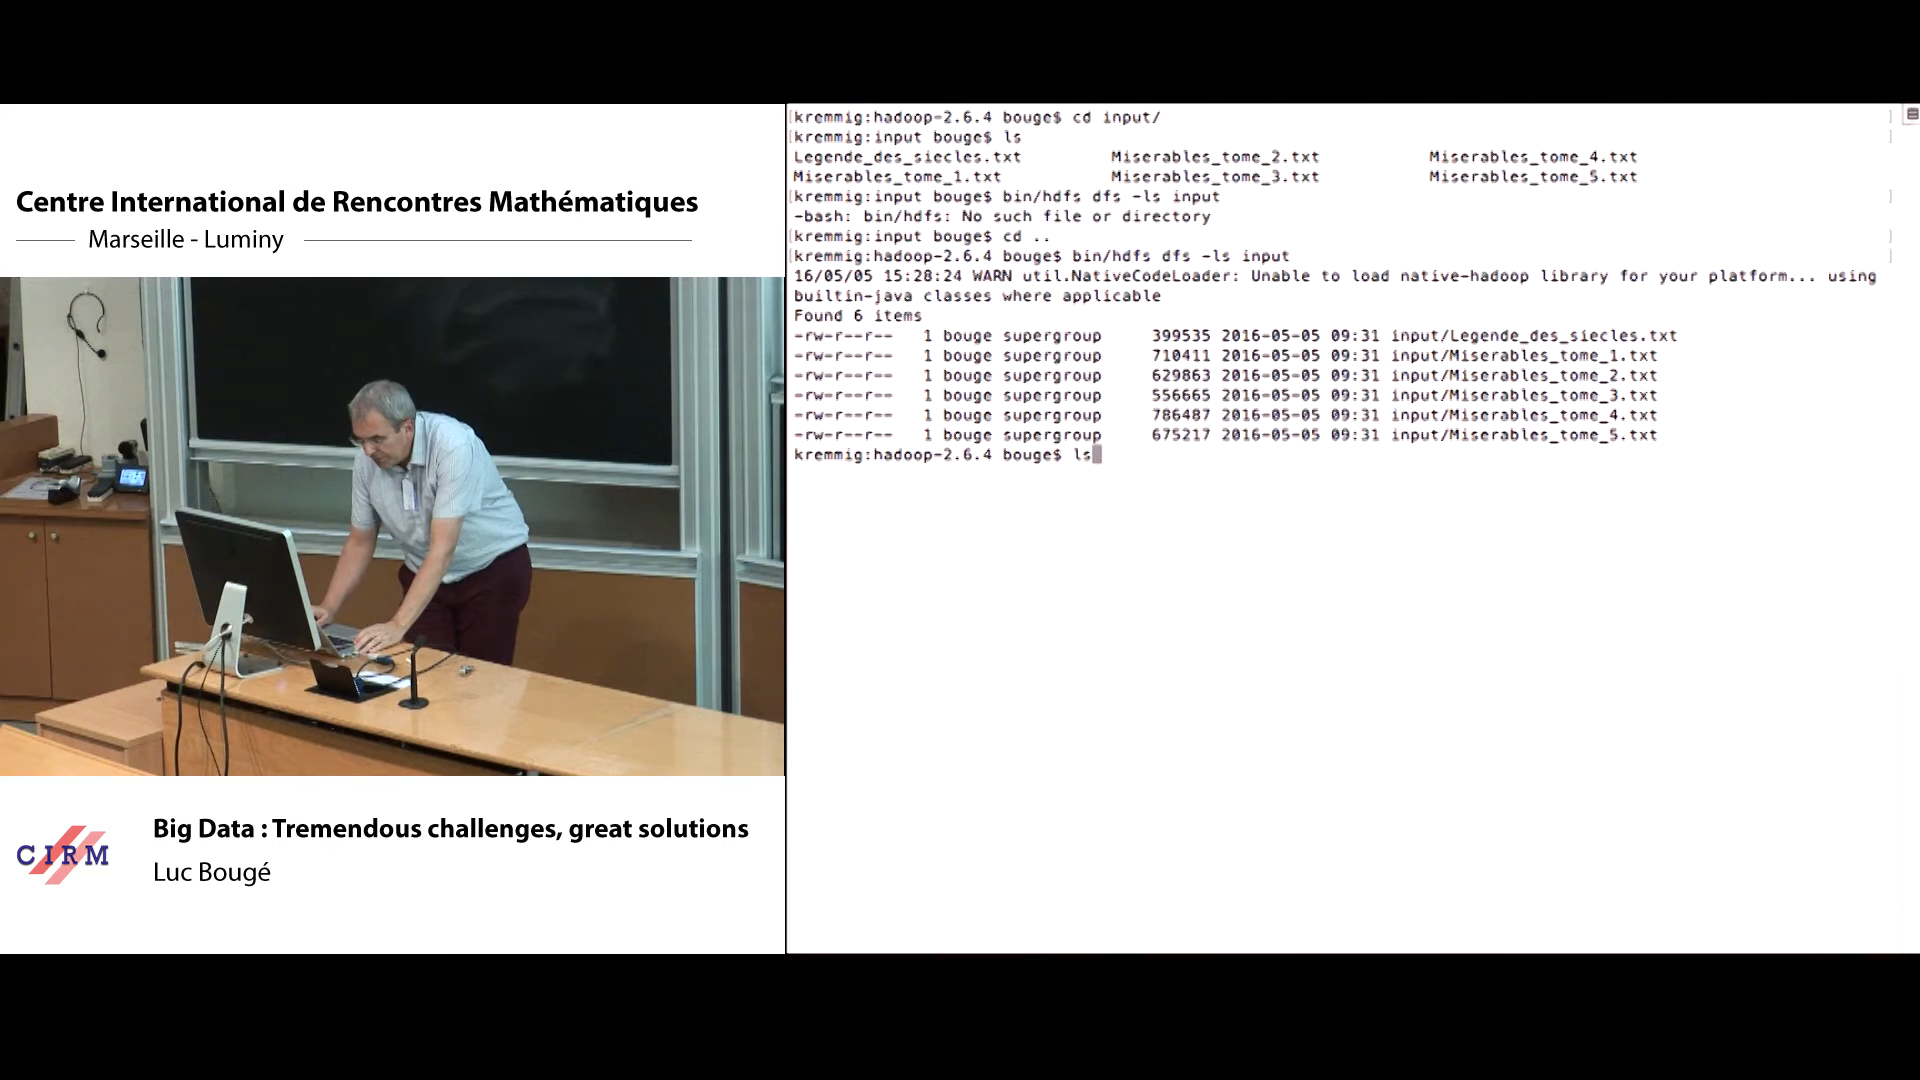 Centre International de Rencontres Mathématiques
Marseille - Luminy
CIRM
Big Data : Tremendous challenges, great solutions
Luc Bougé
[kremmig:hadoop-2.6.4 bouge$ cd input/ ]
[kremmig:input bouge$ ls ]
Legende_des_siecles.txt Miserables_tome_2.txt Miserables_tome_4.txt
Miserables_tome_1.txt Miserables_tome_3.txt Miserables_tome_5.txt
[kremmig:input bouge$ bin/hdfs dfs -ls input ]
-bash: bin/hdfs: No such file or directory
[kremmig:input bouge$ cd .. ]
[kremmig:hadoop-2.6.4 bouge$ bin/hdfs dfs -ls input ]
16/05/05 15:28:24 WARN util.NativeCodeLoader: Unable to load native-hadoop library for your platform... using
builtin-java classes where applicable
Found 6 items
-rw-r--r-- 1 bouge supergroup 399535 2016-05-05 09:31 input/Legende_des_siecles.txt
-rw-r--r-- 1 bouge supergroup 710411 2016-05-05 09:31 input/Miserables_tome_1.txt
-rw-r--r-- 1 bouge supergroup 629863 2016-05-05 09:31 input/Miserables_tome_2.txt
-rw-r--r-- 1 bouge supergroup 556665 2016-05-05 09:31 input/Miserables_tome_3.txt
-rw-r--r-- 1 bouge supergroup 786487 2016-05-05 09:31 input/Miserables_tome_4.txt
-rw-r--r-- 1 bouge supergroup 675217 2016-05-05 09:31 input/Miserables_tome_5.txt
kremmig:hadoop-2.6.4 bouge$ ls